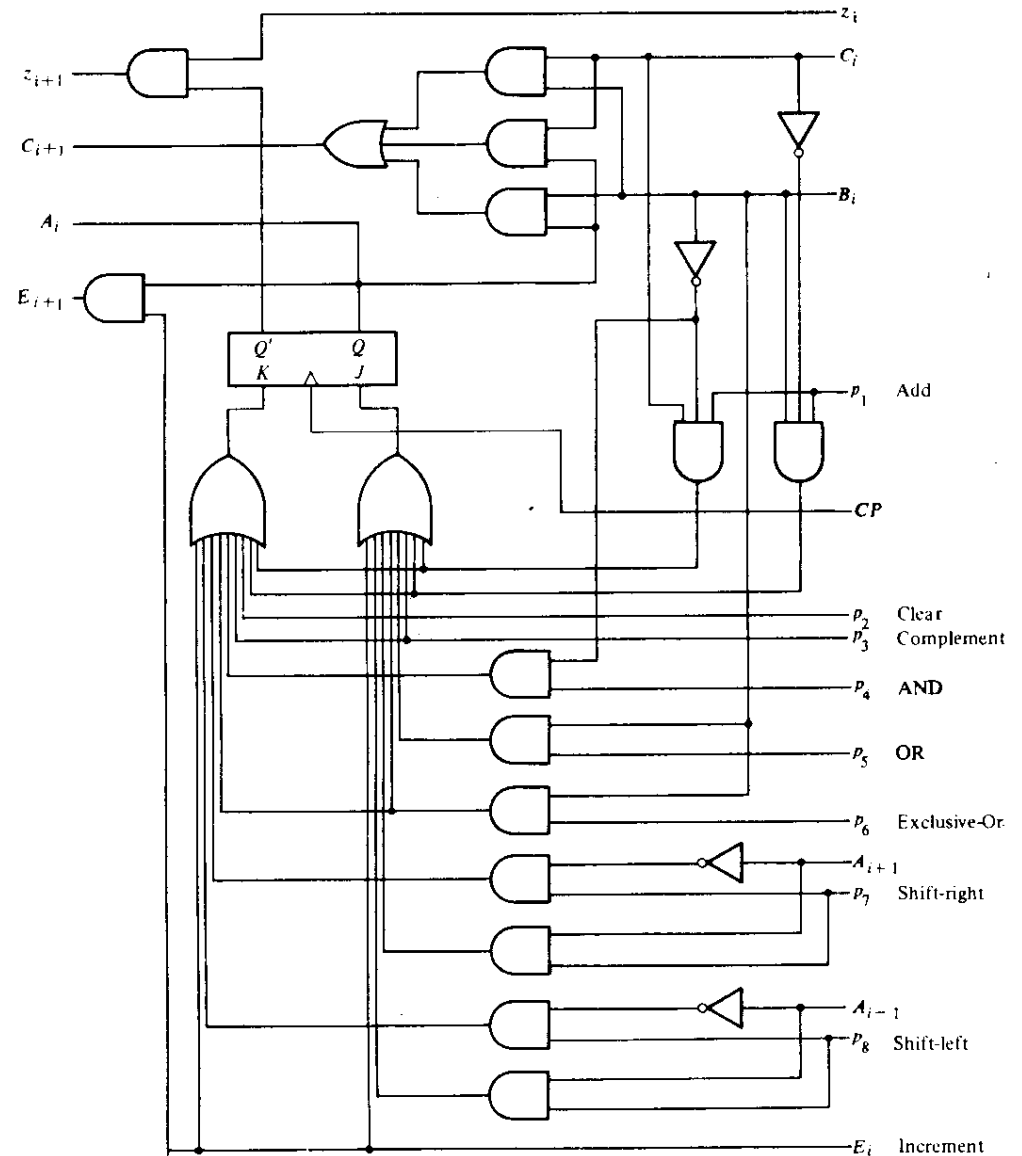 z_i
z_{i+1}
C_i
C_{i+1}
B_i
A_i
E_{i+1}
Q' Q
K J
p_1 Add
CP
p_2 Clear
p_3 Complement
p_4 AND
p_5 OR
p_6 Exclusive-Or
A_{i+1}
p_7 Shift-right
A_{i-1}
p_8 Shift-left
E_i Increment